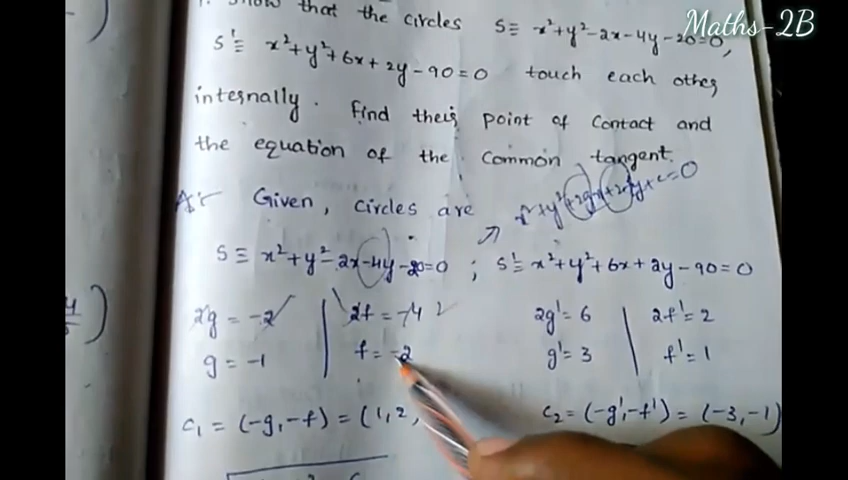 Maths-2B
Show that the circles S ≡ x²+y²-2x-4y-20=0,
S' ≡ x²+y²+6x+2y-90=0 touch each other
internally. Find their point of contact and
the equation of the common tangent.
Given, circles are x²+y²+2gx+2fy+c=0
S ≡ x²+y²-2x-4y-20=0 ; S' ≡ x²+y²+6x+2y-90=0
2g = -2 2f = -4 2g' = 6 2f' = 2
g = -1 f = -2 g' = 3 f' = 1
C₁ = (-g, -f) = (1, 2, C₂ = (-g', -f') = (-3, -1)